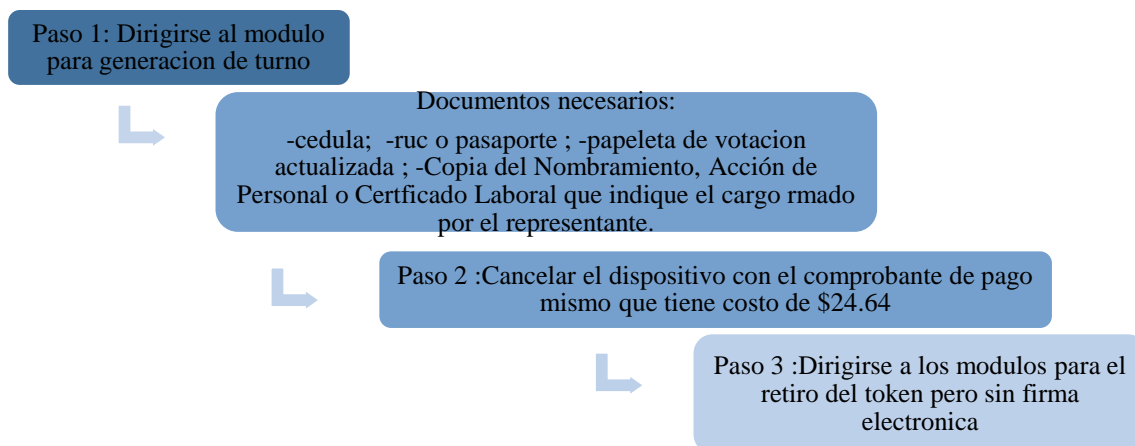 Paso 1: Dirigirse al modulo
para generacion de turno
Documentos necesarios:
-cedula;  -ruc o pasaporte ; -papeleta de votacion
actualizada ; -Copia del Nombramiento, Acción de
Personal o Certficado Laboral que indique el cargo rmado
por el representante.
Paso 2 :Cancelar el dispositivo con el comprobante de pago
mismo que tiene costo de $24.64
Paso 3 :Dirigirse a los modulos para el
retiro del token pero sin firma
electronica